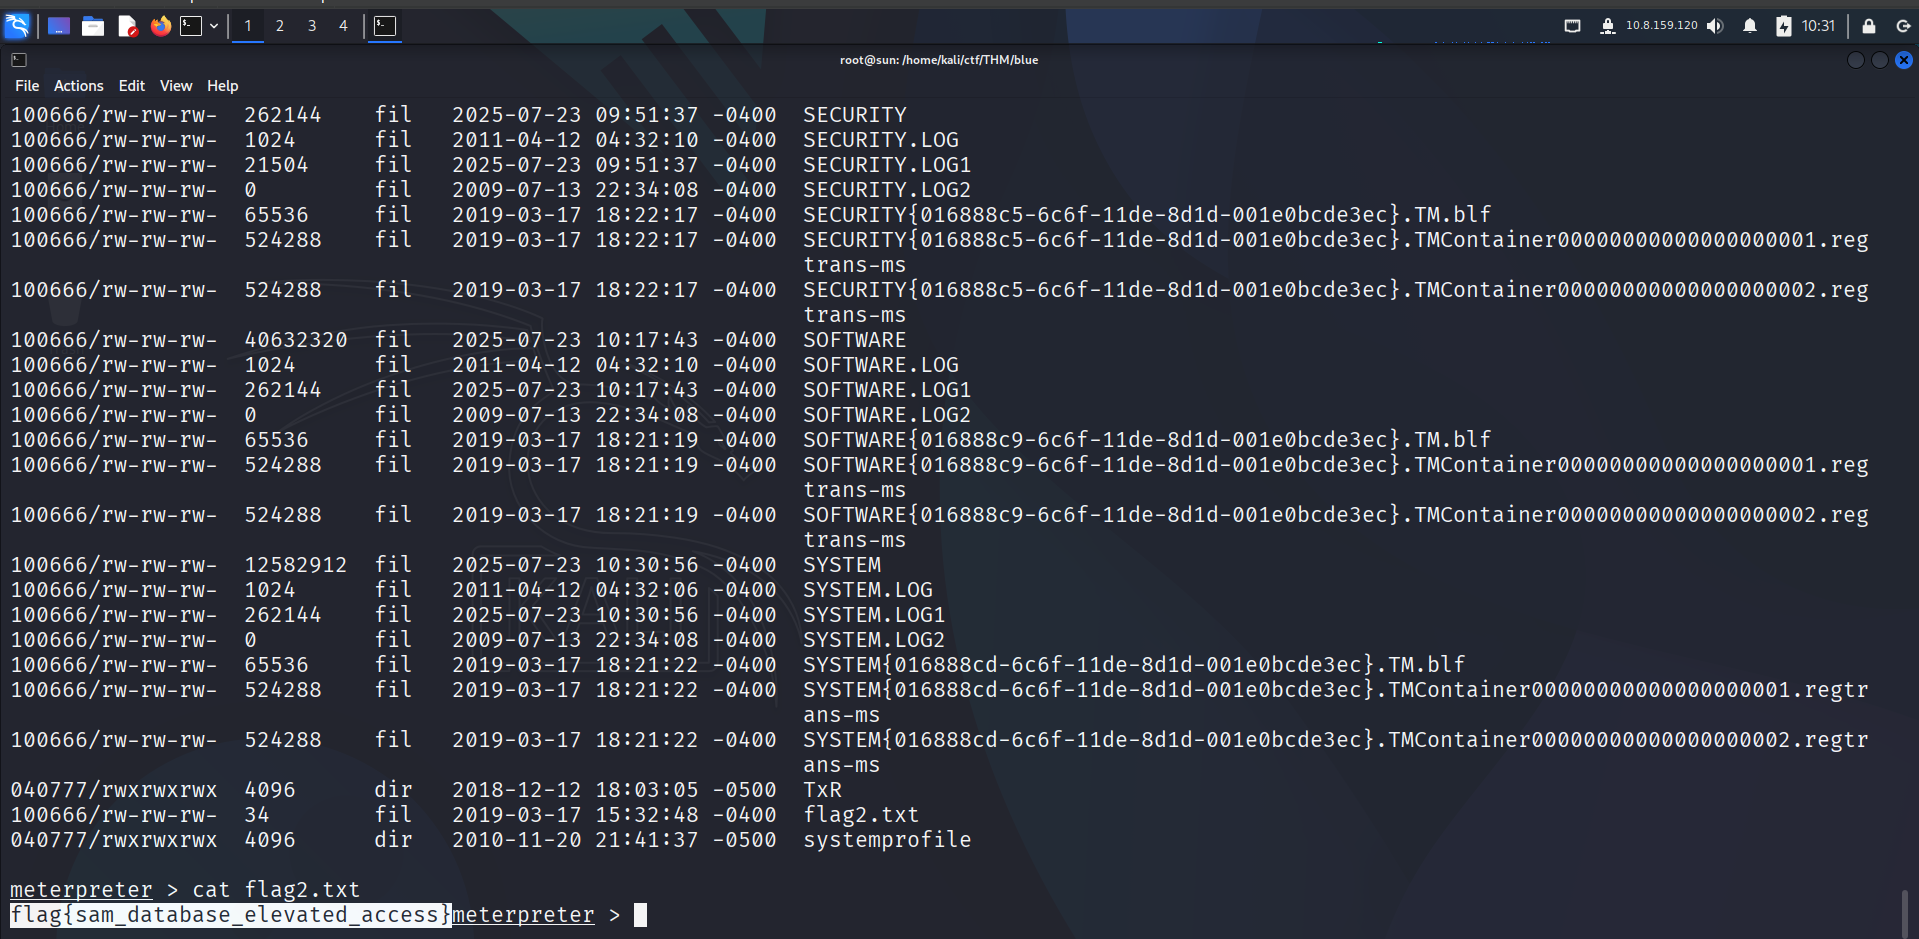 1 2 3 4 10.8.159.120 10:31
root@sun: /home/kali/ctf/THM/blue
File Actions Edit View Help
100666/rw-rw-rw- 262144 fil 2025-07-23 09:51:37 -0400 SECURITY
100666/rw-rw-rw- 1024 fil 2011-04-12 04:32:10 -0400 SECURITY.LOG
100666/rw-rw-rw- 21504 fil 2025-07-23 09:51:37 -0400 SECURITY.LOG1
100666/rw-rw-rw- 0 fil 2009-07-13 22:34:08 -0400 SECURITY.LOG2
100666/rw-rw-rw- 65536 fil 2019-03-17 18:22:17 -0400 SECURITY{016888c5-6c6f-11de-8d1d-001e0bcde3ec}.TM.blf
100666/rw-rw-rw- 524288 fil 2019-03-17 18:22:17 -0400 SECURITY{016888c5-6c6f-11de-8d1d-001e0bcde3ec}.TMContainer00000000000000000001.reg
trans-ms
100666/rw-rw-rw- 524288 fil 2019-03-17 18:22:17 -0400 SECURITY{016888c5-6c6f-11de-8d1d-001e0bcde3ec}.TMContainer00000000000000000002.reg
trans-ms
100666/rw-rw-rw- 40632320 fil 2025-07-23 10:17:43 -0400 SOFTWARE
100666/rw-rw-rw- 1024 fil 2011-04-12 04:32:10 -0400 SOFTWARE.LOG
100666/rw-rw-rw- 262144 fil 2025-07-23 10:17:43 -0400 SOFTWARE.LOG1
100666/rw-rw-rw- 0 fil 2009-07-13 22:34:08 -0400 SOFTWARE.LOG2
100666/rw-rw-rw- 65536 fil 2019-03-17 18:21:19 -0400 SOFTWARE{016888c9-6c6f-11de-8d1d-001e0bcde3ec}.TM.blf
100666/rw-rw-rw- 524288 fil 2019-03-17 18:21:19 -0400 SOFTWARE{016888c9-6c6f-11de-8d1d-001e0bcde3ec}.TMContainer00000000000000000001.reg
trans-ms
100666/rw-rw-rw- 524288 fil 2019-03-17 18:21:19 -0400 SOFTWARE{016888c9-6c6f-11de-8d1d-001e0bcde3ec}.TMContainer00000000000000000002.reg
trans-ms
100666/rw-rw-rw- 12582912 fil 2025-07-23 10:30:56 -0400 SYSTEM
100666/rw-rw-rw- 1024 fil 2011-04-12 04:32:06 -0400 SYSTEM.LOG
100666/rw-rw-rw- 262144 fil 2025-07-23 10:30:56 -0400 SYSTEM.LOG1
100666/rw-rw-rw- 0 fil 2009-07-13 22:34:08 -0400 SYSTEM.LOG2
100666/rw-rw-rw- 65536 fil 2019-03-17 18:21:22 -0400 SYSTEM{016888cd-6c6f-11de-8d1d-001e0bcde3ec}.TM.blf
100666/rw-rw-rw- 524288 fil 2019-03-17 18:21:22 -0400 SYSTEM{016888cd-6c6f-11de-8d1d-001e0bcde3ec}.TMContainer00000000000000000001.regtr
ans-ms
100666/rw-rw-rw- 524288 fil 2019-03-17 18:21:22 -0400 SYSTEM{016888cd-6c6f-11de-8d1d-001e0bcde3ec}.TMContainer00000000000000000002.regtr
ans-ms
040777/rwxrwxrwx 4096 dir 2018-12-12 18:03:05 -0500 TxR
100666/rw-rw-rw- 34 fil 2019-03-17 15:32:48 -0400 flag2.txt
040777/rwxrwxrwx 4096 dir 2010-11-20 21:41:37 -0500 systemprofile
meterpreter > cat flag2.txt
flag{sam_database_elevated_access}meterpreter >